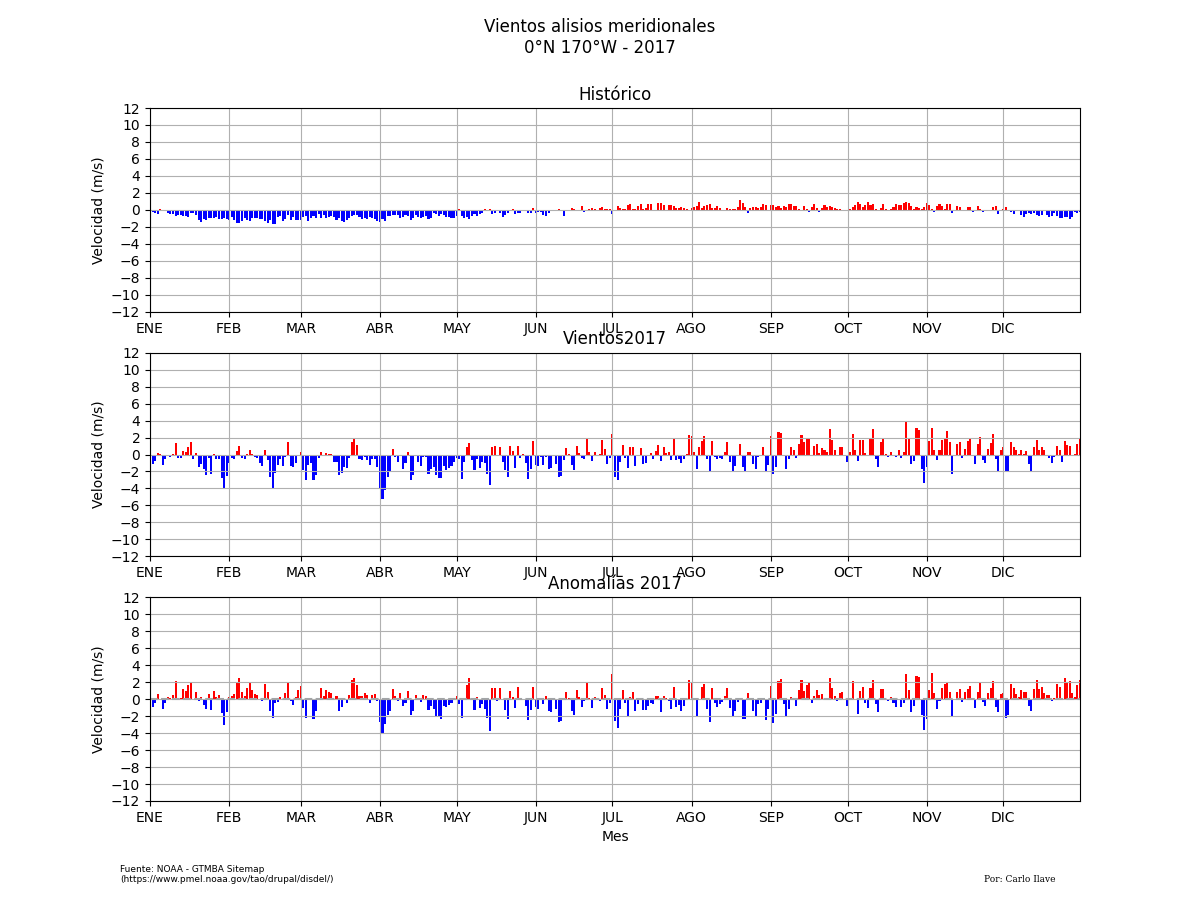 Vientos alisios meridionales
0°N 170°W - 2017
Histórico
12
10
8
6
4
2
0
−2
−4
−6
−8
−10
−12
Velocidad (m/s)
ENE FEB MAR ABR MAY JUN JUL AGO SEP OCT NOV DIC
Vientos2017
12
10
8
6
4
2
0
−2
−4
−6
−8
−10
−12
Velocidad (m/s)
ENE FEB MAR ABR MAY JUN JUL AGO SEP OCT NOV DIC
Anomalías 2017
12
10
8
6
4
2
0
−2
−4
−6
−8
−10
−12
Velocidad (m/s)
ENE FEB MAR ABR MAY JUN JUL AGO SEP OCT NOV DIC
Mes
Fuente: NOAA - GTMBA Sitemap
(https://www.pmel.noaa.gov/tao/drupal/disdel/)
Por: Carlo Ilave